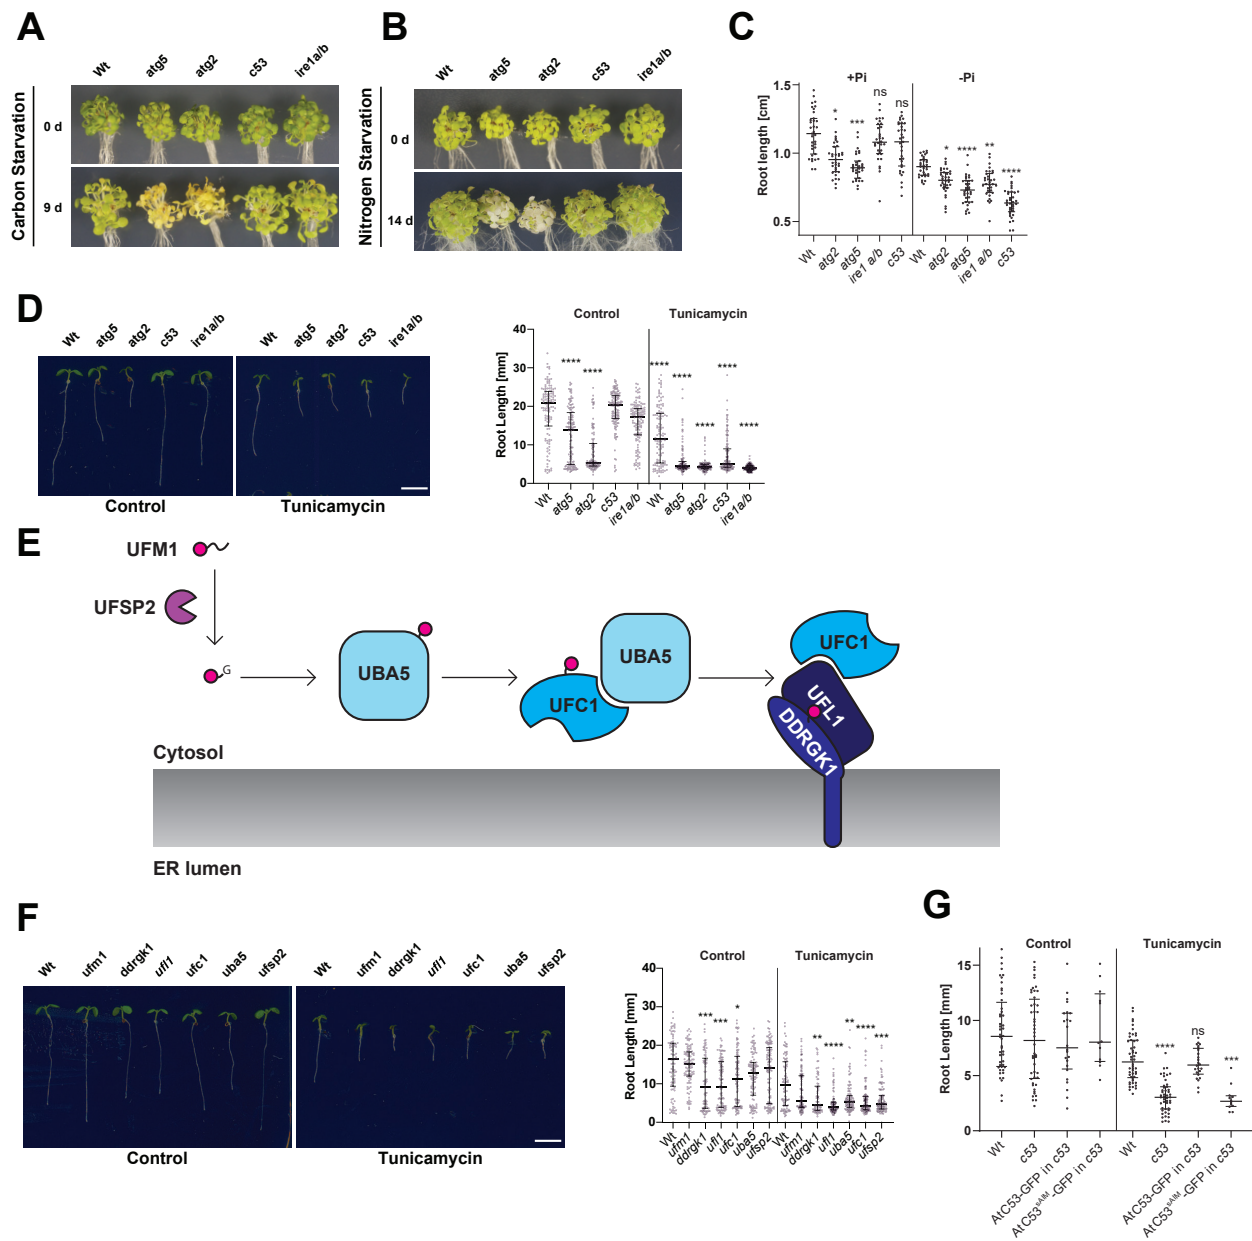 A
Wt
atg5
atg2
c53
ire1a/b
Carbon Starvation
0 d
9 d
B
Wt
atg5
atg2
c53
ire1a/b
Nitrogen Starvation
0 d
14 d
C
+Pi
-Pi
Root length [cm]
1.5
1.0
0.5
*
***
ns
ns
*
****
**
****
Wt
atg2
atg5
ire1 a/b
c53
Wt
atg2
atg5
ire1 a/b
c53
D
Wt
atg5
atg2
c53
ire1a/b
Wt
atg5
atg2
c53
ire1a/b
Control
Tunicamycin
Control
Tunicamycin
Root Length [mm]
40
30
20
10
0
****
****
****
****
****
****
****
Wt
atg5
atg2
c53
ire1a/b
Wt
atg5
atg2
c53
ire1a/b
E
UFM1
UFSP2
G
UBA5
UFC1
UBA5
UFC1
UFL1
DDRGK1
Cytosol
ER lumen
F
Wt
ufm1
ddrgk1
ufl1
ufc1
uba5
ufsp2
Wt
ufm1
ddrgk1
ufl1
ufc1
uba5
ufsp2
Control
Tunicamycin
Control
Tunicamycin
Root Length [mm]
40
30
20
10
0
***
***
*
**
****
**
****
***
Wt
ufm1
ddrgk1
ufl1
ufc1
uba5
ufsp2
Wt
ufm1
ddrgk1
ufl1
uba5
ufc1
ufsp2
G
Control
Tunicamycin
Root Length [mm]
15
10
5
0
****
ns
***
Wt
c53
AtC53-GFP in c53
AtC53sAIM-GFP in c53
Wt
c53
AtC53-GFP in c53
AtC53sAIM-GFP in c53